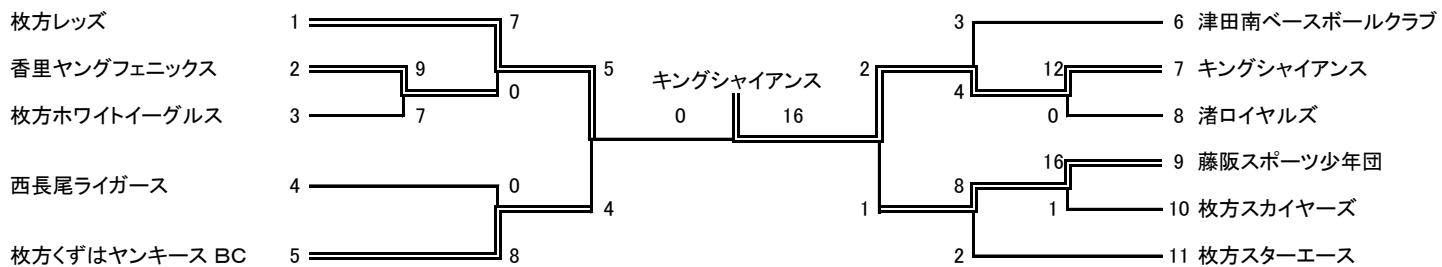 枚方レッズ 1 7 3 6 津田南ベースボールクラブ
香里ヤングフェニックス 2 9 5 キングシャイアンス 2 12 7 キングシャイアンス
0 4
枚方ホワイトイーグルス 3 7 0 16 0 8 渚ロイヤルズ
16 9 藤阪スポーツ少年団
西長尾ライガース 4 0 8
4 1 1 10 枚方スカイヤーズ
枚方くずはヤンキース BC 5 8 2 11 枚方スターエース